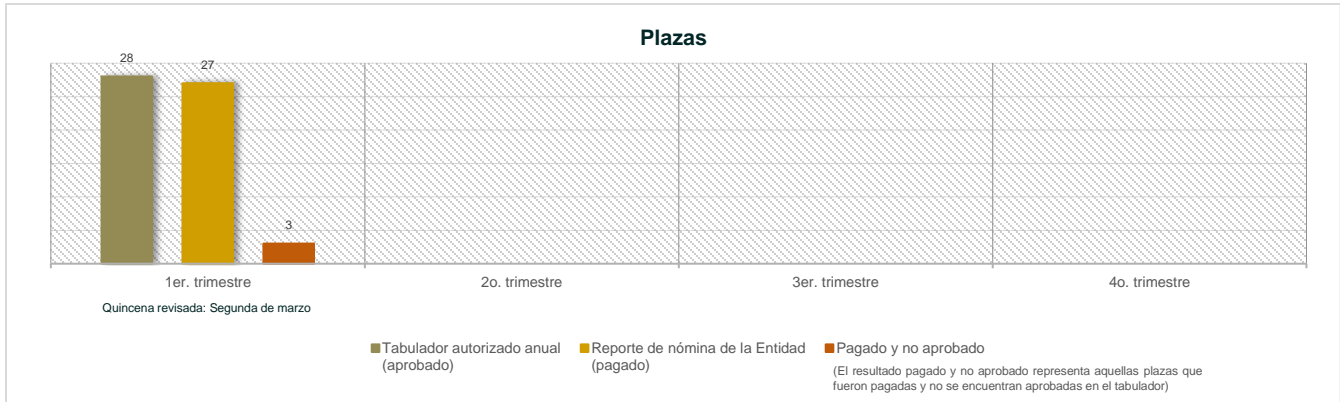 Plazas
28
27
3
1er. trimestre
2o. trimestre
3er. trimestre
4o. trimestre
Quincena revisada: Segunda de marzo
Tabulador autorizado anual
(aprobado)
Reporte de nómina de la Entidad
(pagado)
Pagado y no aprobado
(El resultado pagado y no aprobado representa aquellas plazas que
fueron pagadas y no se encuentran aprobadas en el tabulador)